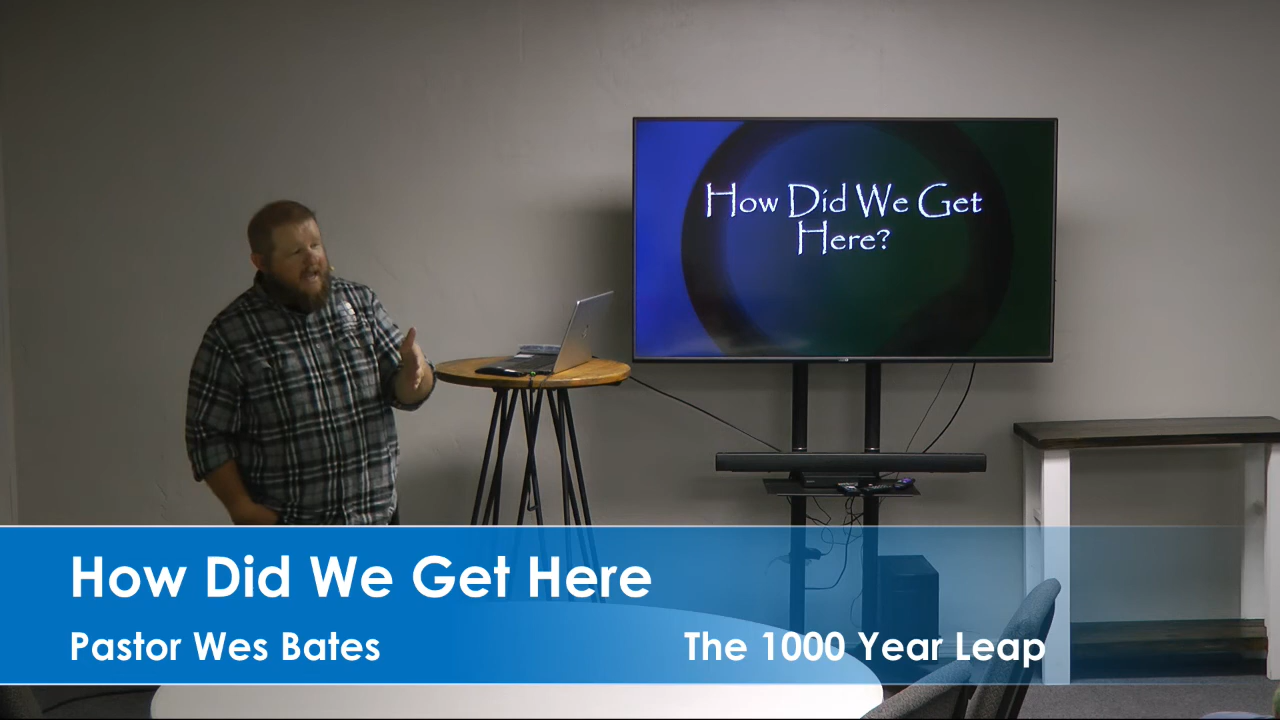 How Did We Get
Here?
How Did We Get Here
Pastor Wes Bates
The 1000 Year Leap